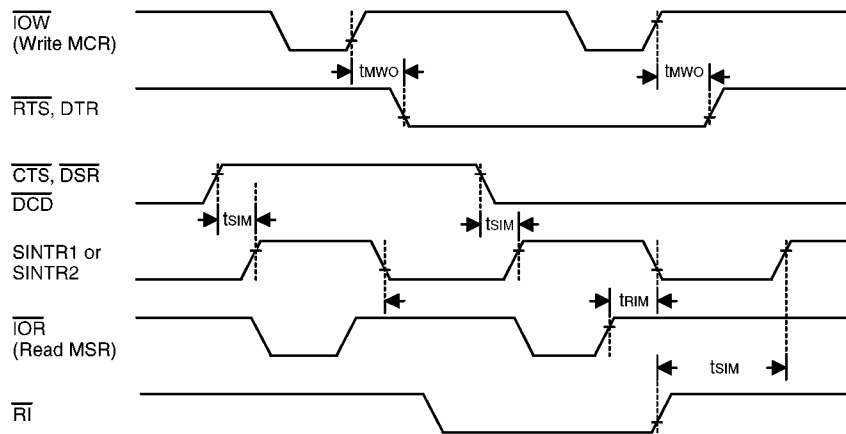 IOW
(Write MCR)
tMWO
tMWO
RTS, DTR
CTS, DSR
DCD
tSIM
tSIM
SINTR1 or
SINTR2
tRIM
IOR
(Read MSR)
tSIM
RI